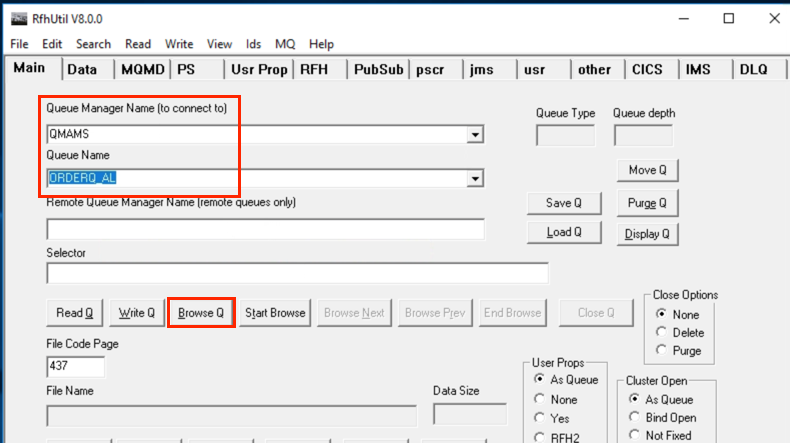 RfhUtil V8.0.0
File Edit Search Read Write View Ids MQ Help
Main Data MQMD PS Usr Prop RFH PubSub pscr jms usr other CICS IMS DLQ
Queue Manager Name (to connect to)
Queue Type Queue depth
QMAMS
Queue Name
ORDERQ_AL
Move Q
Remote Queue Manager Name (remote queues only)
Save Q Purge Q
Load Q Display Q
Selector
Close Options
Read Q Write Q Browse Q Start Browse Browse Next Browse Prev End Browse Close Q
None
Delete
Purge
File Code Page
437
User Props
As Queue
None
Yes
RFH2
File Name
Data Size
Cluster Open
As Queue
Bind Open
Not Fixed